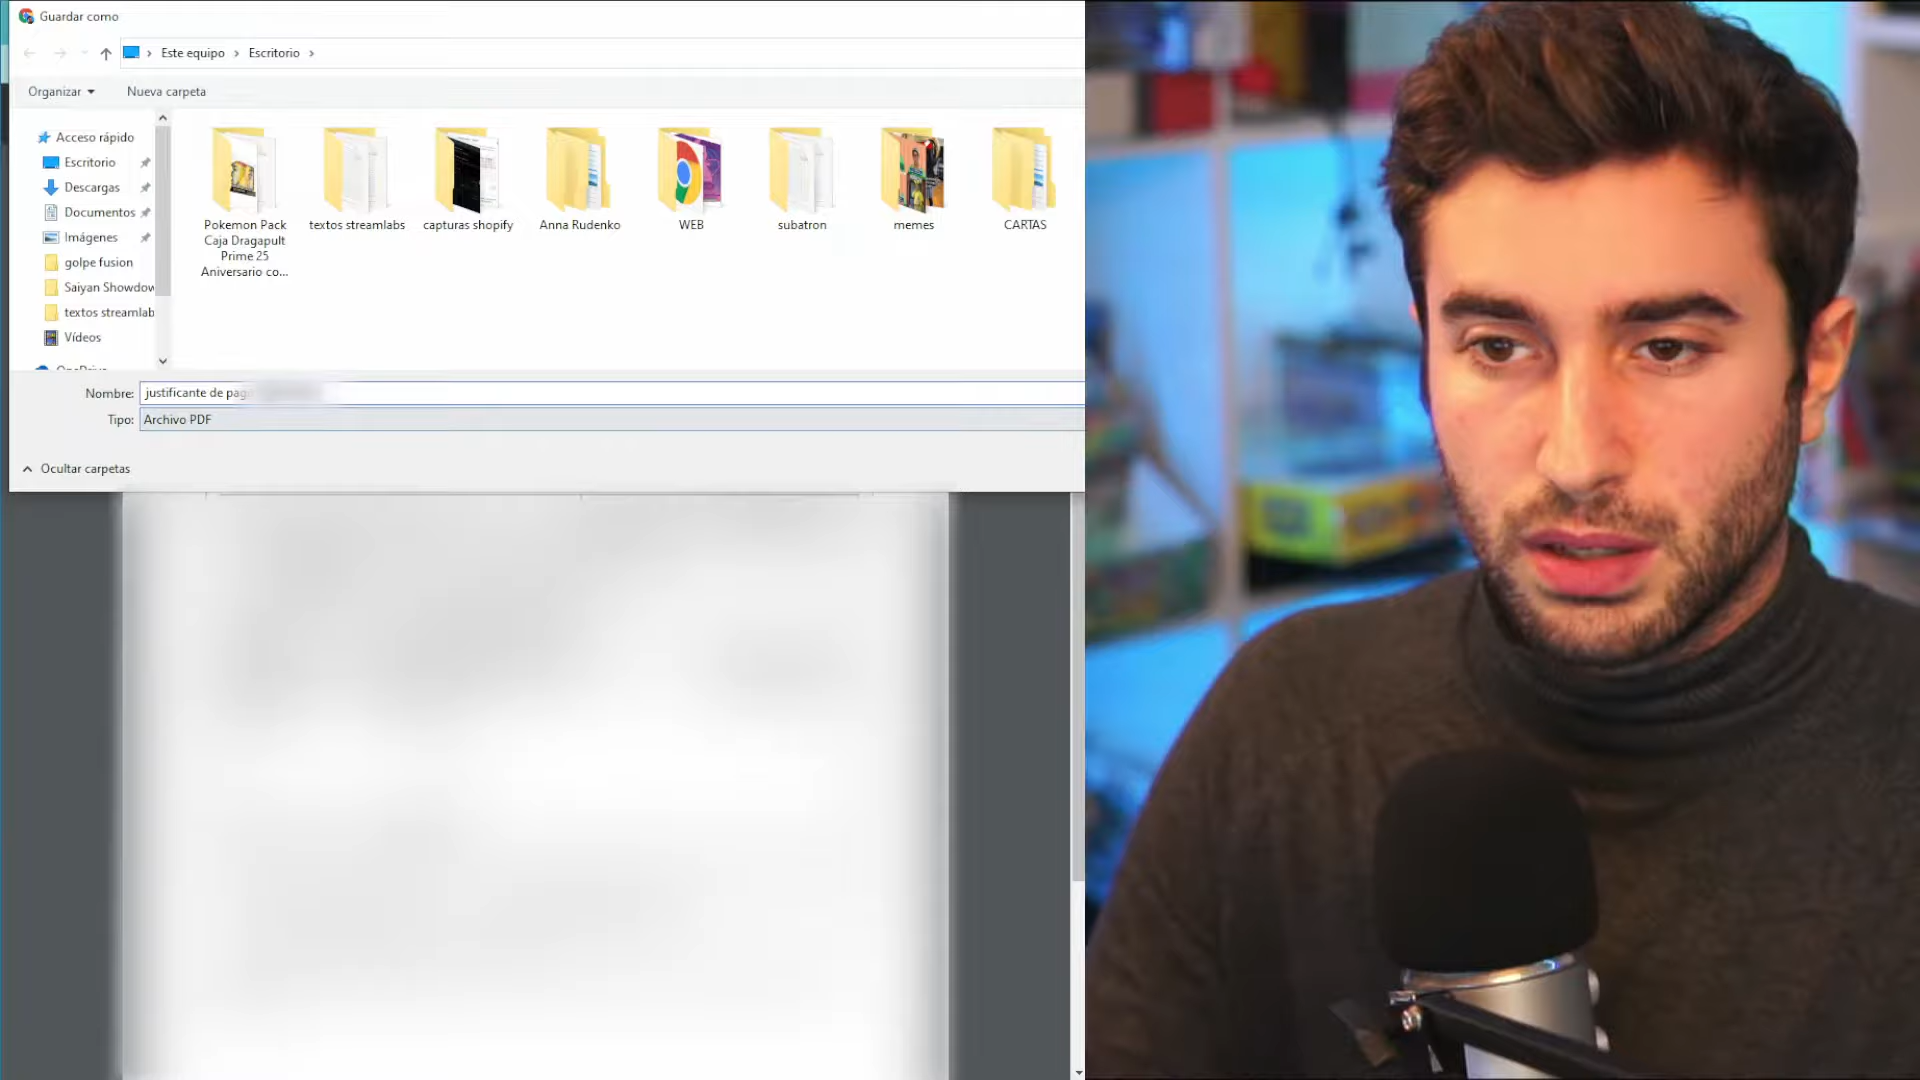 Guardar como
Este equipo
Escritorio
Organizar
Nueva carpeta
Acceso rápido
Escritorio
Descargas
Documentos
Imágenes
golpe fusion
Saiyan Showdow
textos streamlab
Vídeos
Pokemon Pack
Caja Dragapult
Prime 25
Aniversario co...
textos streamlabs
capturas shopify
Anna Rudenko
WEB
subatron
memes
CARTAS
Nombre:
justificante de pago
Tipo:
Archivo PDF
Ocultar carpetas